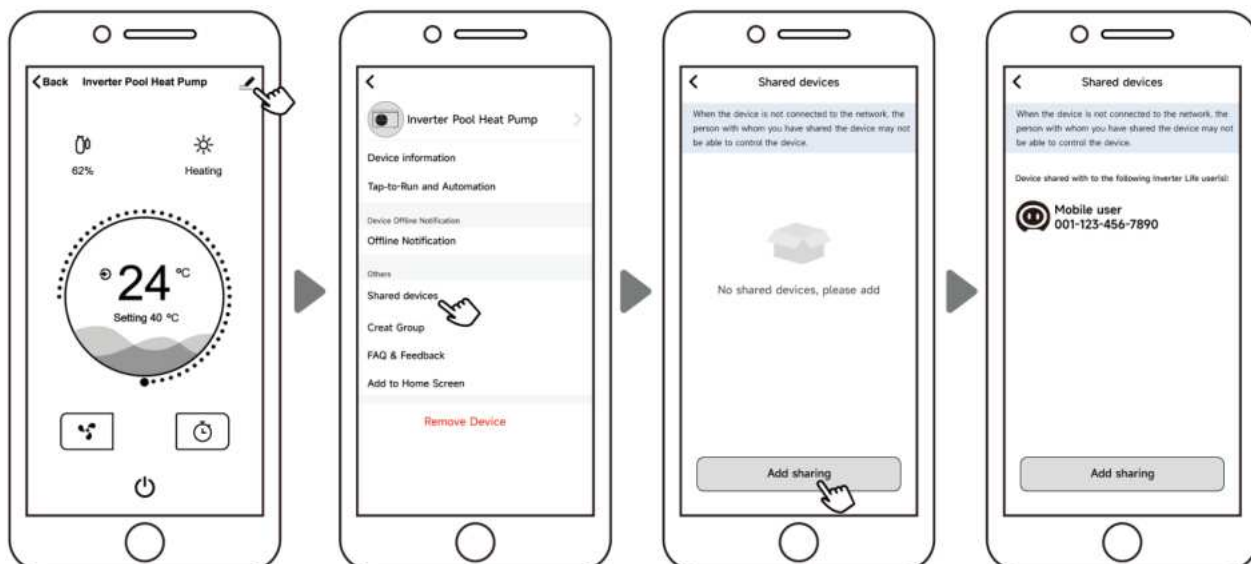 Back Inverter Pool Heat Pump
62% Heating
24 °C
Setting 40 °C
Inverter Pool Heat Pump
Device information
Tap-to-Run and Automation
Device Offline Notification
Offline Notification
Others
Shared devices
Creat Group
FAQ & Feedback
Add to Home Screen
Remove Device
Shared devices
When the device is not connected to the network, the
person with whom you have shared the device may not
be able to control the device.
No shared devices, please add
Add sharing
Shared devices
When the device is not connected to the network, the
person with whom you have shared the device may not
be able to control the device.
Device shared with to the following Inverter Life user(s):
Mobile user
001-123-456-7890
Add sharing